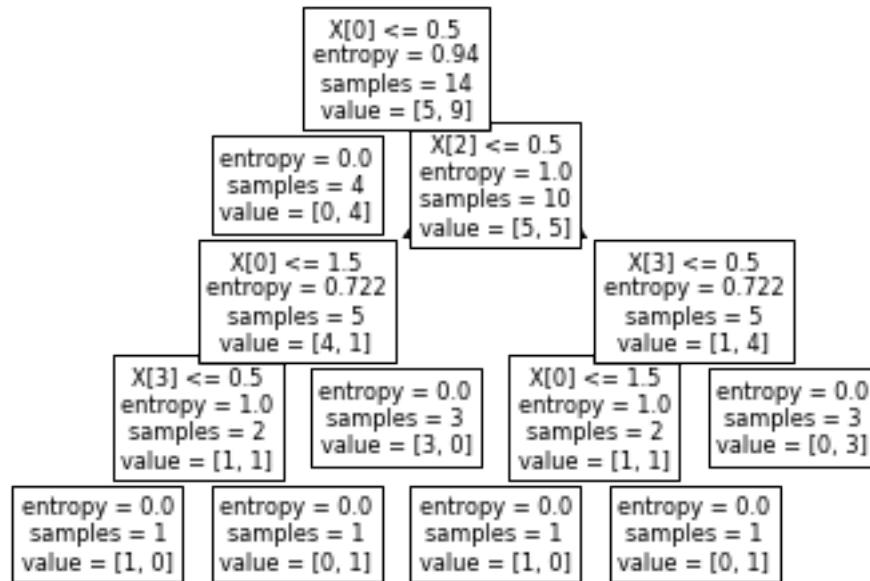 X[0] <= 0.5
entropy = 0.94
samples = 14
value = [5, 9]
entropy = 0.0
samples = 4
value = [0, 4]
X[2] <= 0.5
entropy = 1.0
samples = 10
value = [5, 5]
X[0] <= 1.5
entropy = 0.722
samples = 5
value = [4, 1]
X[3] <= 0.5
entropy = 0.722
samples = 5
value = [1, 4]
X[3] <= 0.5
entropy = 1.0
samples = 2
value = [1, 1]
entropy = 0.0
samples = 3
value = [3, 0]
X[0] <= 1.5
entropy = 1.0
samples = 2
value = [1, 1]
entropy = 0.0
samples = 3
value = [0, 3]
entropy = 0.0
samples = 1
value = [1, 0]
entropy = 0.0
samples = 1
value = [0, 1]
entropy = 0.0
samples = 1
value = [1, 0]
entropy = 0.0
samples = 1
value = [0, 1]